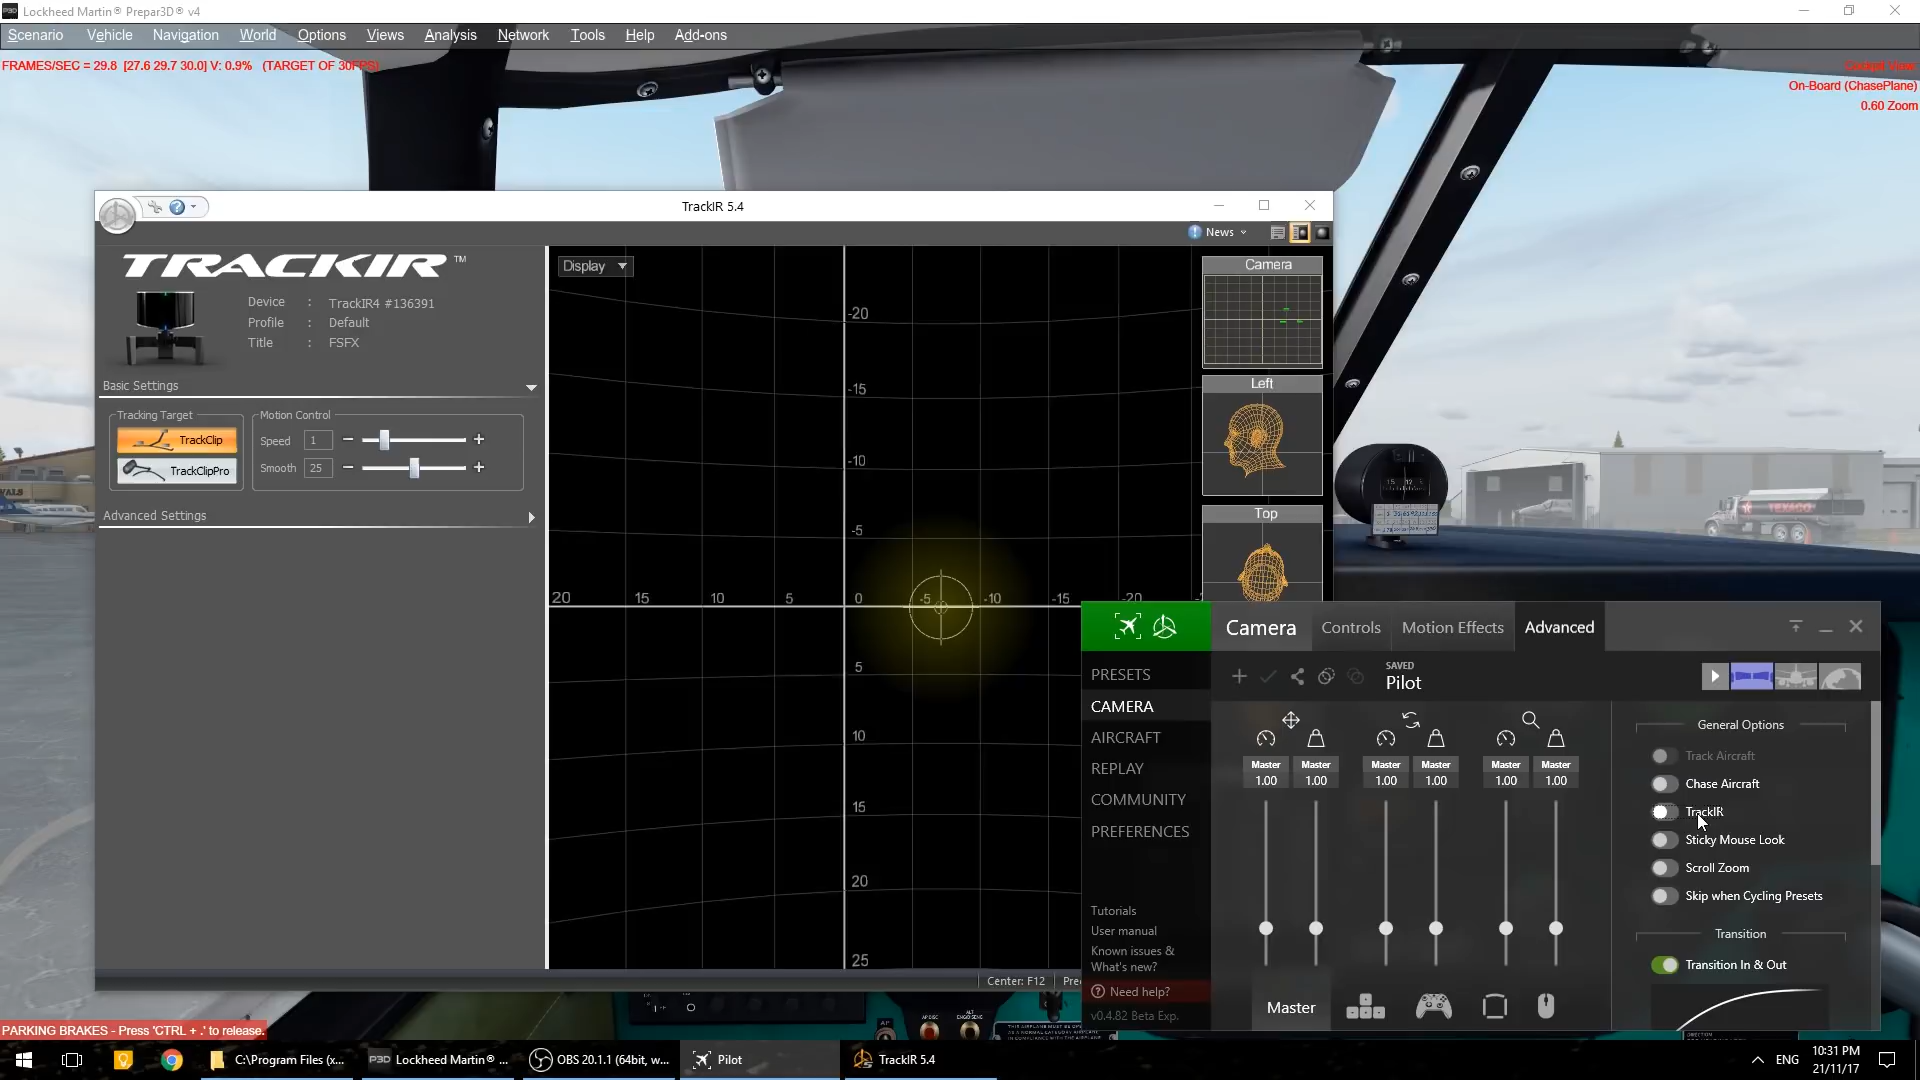 Lockheed Martin® Prepar3D® v4
Scenario Vehicle Navigation World Options Views Analysis Network Tools Help Add-ons
FRAMES/SEC = 29.8 [27.6 29.7 30.0] V: 0.9% (TARGET OF 30FPS)
Cockpit View:
On-Board (ChasePlane)
0.60 Zoom
TrackIR 5.4
News
TRACKIR ™
Device : TrackIR4 #136391
Profile : Default
Title : FSFX
Basic Settings
Tracking Target
TrackClip
TrackClipPro
Motion Control
Speed 1 - +
Smooth 25 - +
Advanced Settings
Display
-20
-15
-10
-5
20 15 10 5 0 -5 -10 -15 -20
5
10
15
20
25
Camera
Left
Top
Center: F12
TEXACO
Camera Controls Motion Effects Advanced
PRESETS
CAMERA
AIRCRAFT
REPLAY
COMMUNITY
PREFERENCES
Tutorials
User manual
Known issues &
What's new?
Need help?
v0.4.82 Beta Exp.
SAVED
Pilot
Master Master Master Master Master Master
1.00 1.00 1.00 1.00 1.00 1.00
Master
General Options
Track Aircraft
Chase Aircraft
TrackIR
Sticky Mouse Look
Scroll Zoom
Skip when Cycling Presets
Transition
Transition In & Out
PARKING BRAKES - Press 'CTRL + .' to release.
C:\Program Files (x...
P3D Lockheed Martin® ...
OBS 20.1.1 (64bit, w...
Pilot
TrackIR 5.4
ENG
10:31 PM
21/11/17